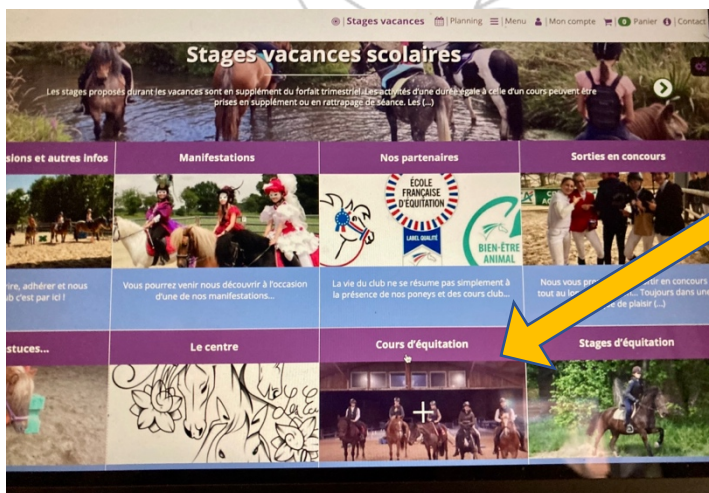 Stages vacances Planning Menu Mon compte 0 Panier Contact
Stages vacances scolaires
Les stages proposés durant les vacances sont en supplément du forfait trimestriel. Les activités d'une durée égale à celle d'un cours peuvent être
prises en supplément ou en rattrapage de séance. Les (...)
et autres infos
Manifestations
Nos partenaires
Sorties en concours
ÉCOLE
FRANÇAISE
D'ÉQUITATION
LABEL QUALITÉ
BIEN-ÊTRE
ANIMAL
adhérer et nous
c'est par ici !
Vous pourrez venir nous découvrir à l'occasion
d'une de nos manifestations...
La vie du club ne se résume pas simplement à
la présence de nos poneys et des cours club...
Nous vous en concours
tout au Toujours dans une
de plaisir (...)
Le centre
Cours d'équitation
Stages d'équitation